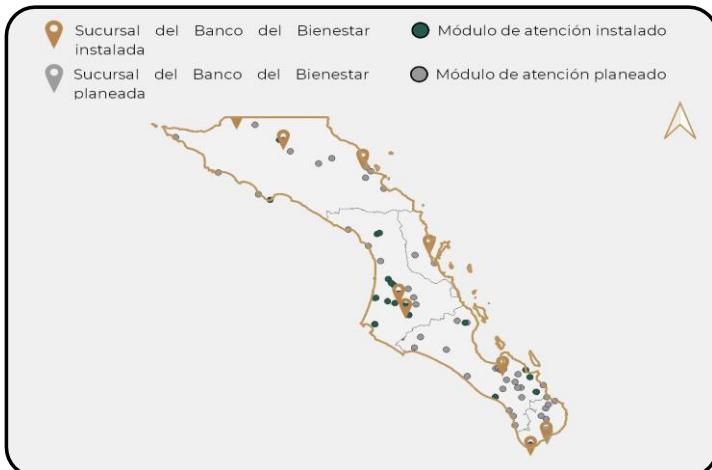 Sucursal del Banco del Bienestar
instalada
Módulo de atención instalado
Sucursal del Banco del Bienestar
planeada
Módulo de atención planeado